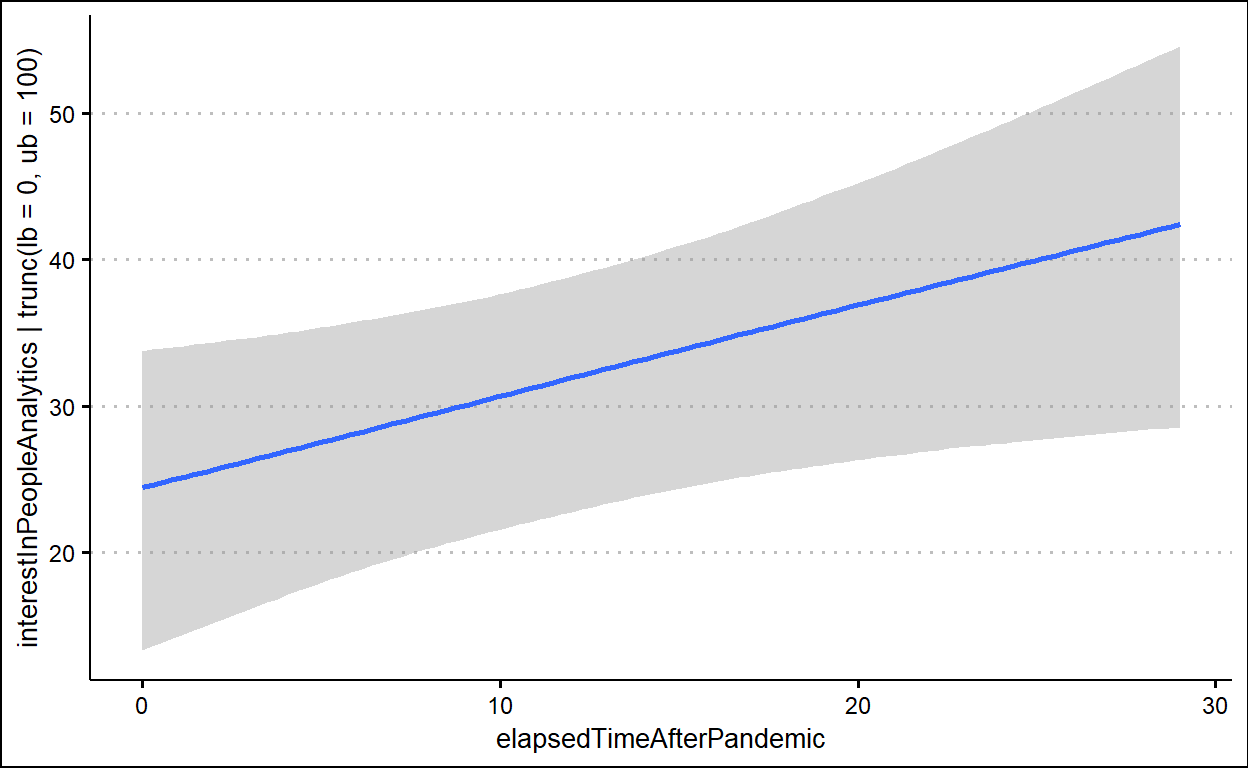 interestInPeopleAnalytics | trunc(lb = 0, ub = 100)
50
40
30
20
0 10 20 30
elapsedTimeAfterPandemic